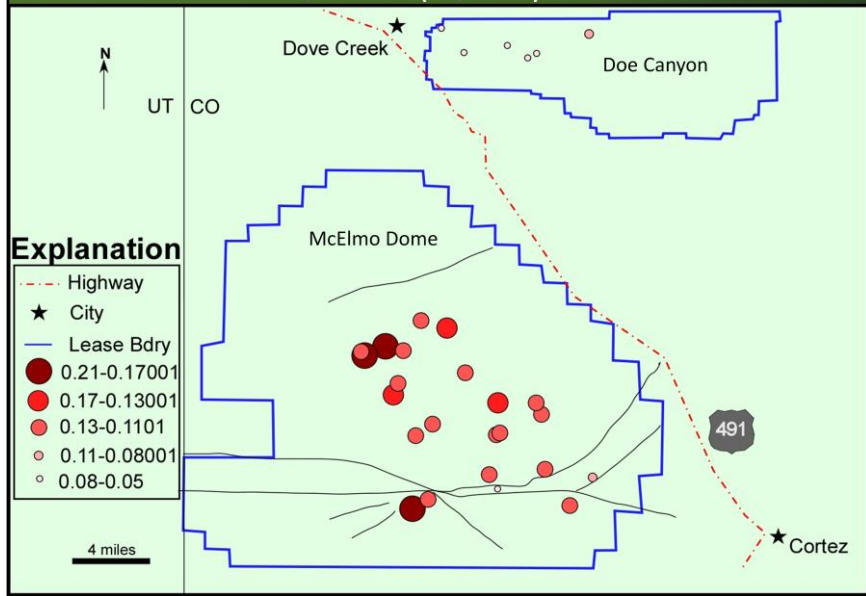 Dove Creek
Doe Canyon
N
UT
CO
McElmo Dome
Explanation
Highway
City
Lease Bdry
0.21-0.17001
0.17-0.13001
0.13-0.1101
0.11-0.08001
0.08-0.05
491
4 miles
Cortez